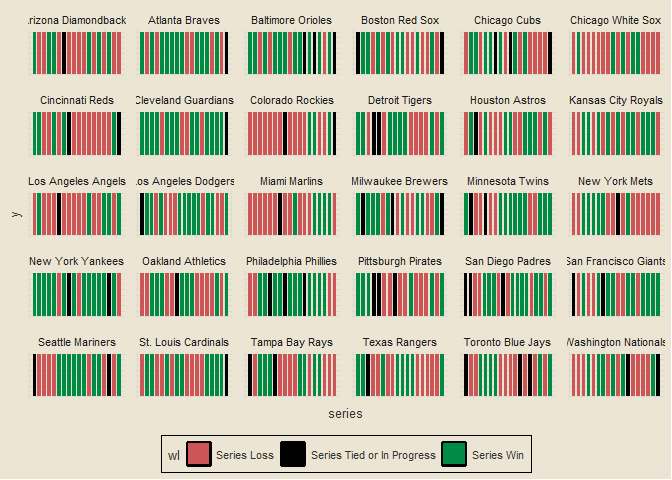 rizona Diamondback Atlanta Braves Baltimore Orioles Boston Red Sox Chicago Cubs Chicago White Sox
Cincinnati Reds Cleveland Guardians Colorado Rockies Detroit Tigers Houston Astros Kansas City Royals
Los Angeles Angels os Angeles Dodgers Miami Marlins Milwaukee Brewers Minnesota Twins New York Mets
y
New York Yankees Oakland Athletics Philadelphia Phillies Pittsburgh Pirates San Diego Padres San Francisco Giants
Seattle Mariners St. Louis Cardinals Tampa Bay Rays Texas Rangers Toronto Blue Jays Washington Nationals
series
wl Series Loss Series Tied or In Progress Series Win